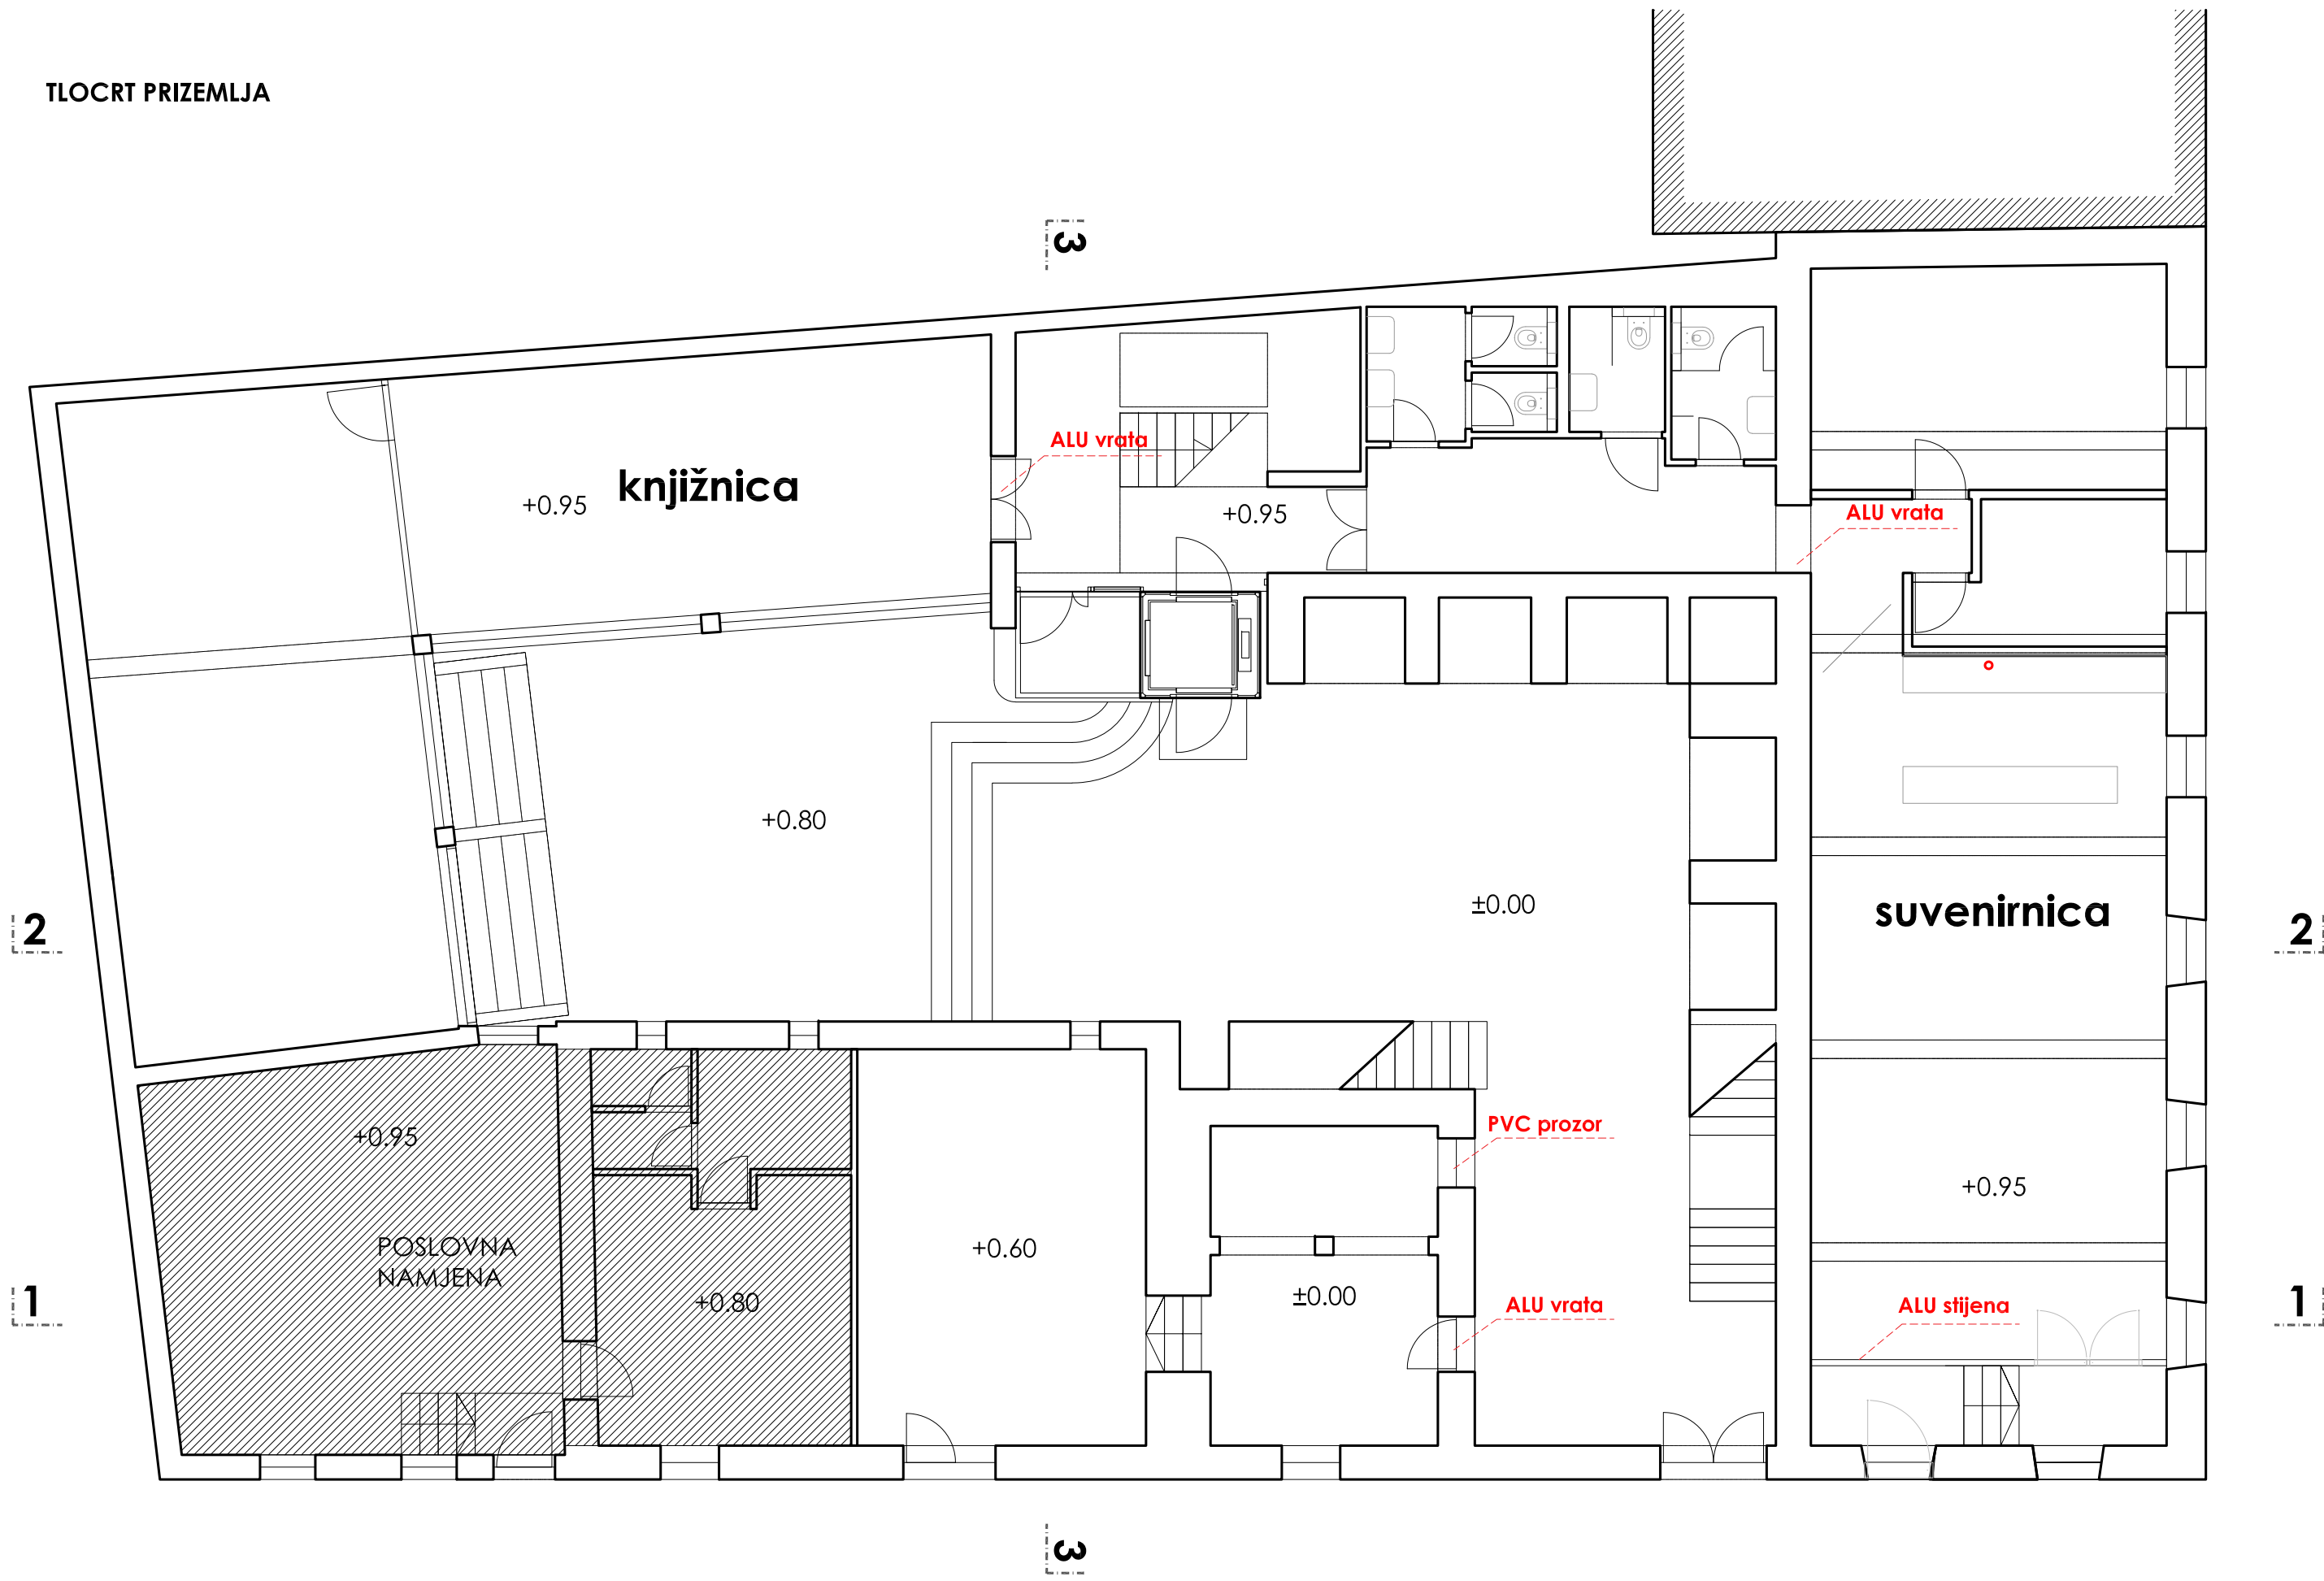 TLOCRT PRIZEMLJA
3
ALU vrata
knjižnica
+0.95
+0.95
ALU vrata
+0.80
±0.00
suvenirnica
2
2
PVC prozor
+0.95
+0.95
POSLOVNA
NAMJENA
+0.60
+0.80
±0.00
ALU vrata
ALU stijena
1
1
3